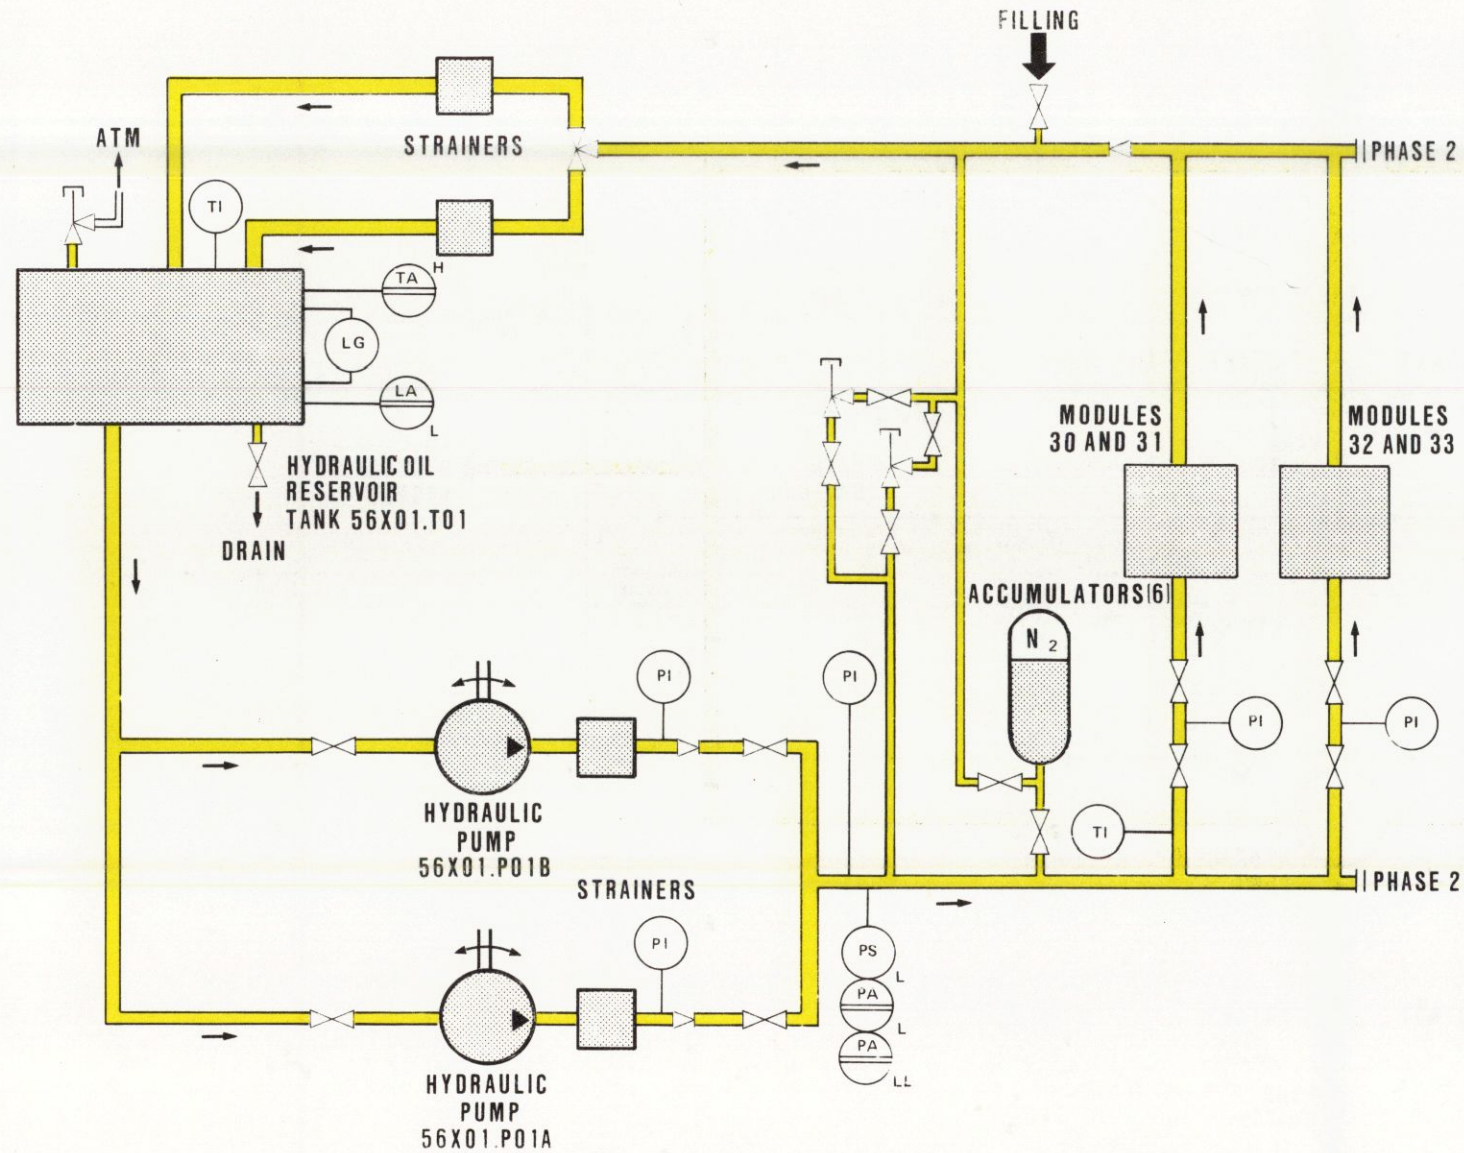 FILLING
STRAINERS
ATM
PHASE 2
TI
H
TA
LG
LA
L
MODULES
30 AND 31
MODULES
32 AND 33
HYDRAULIC OIL
RESERVOIR
TANK 56X01.T01
DRAIN
ACCUMULATORS(6)
N 2
PI
PI
PI
PI
HYDRAULIC
PUMP
56X01.P01B
TI
STRAINERS
PHASE 2
PI
PS
L
PA
L
PA
LL
HYDRAULIC
PUMP
56X01.P01A